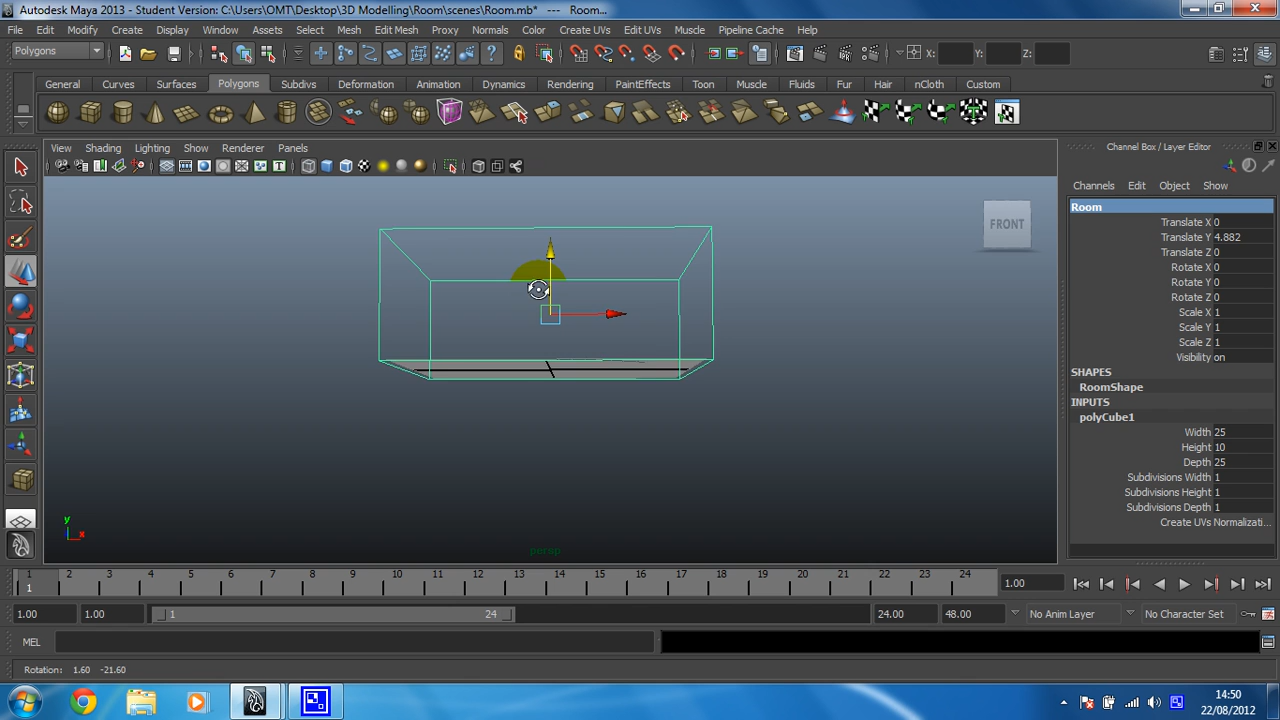 Autodesk Maya 2013 - Student Version: C:\Users\OMT\Desktop\3D Modelling\Room\scenes\Room.mb* --- Room...
File Edit Modify Create Display Window Assets Select Mesh Edit Mesh Proxy Normals Color Create UVs Edit UVs Muscle Pipeline Cache Help
Polygons X: Y: Z:
General Curves Surfaces Polygons Subdivs Deformation Animation Dynamics Rendering PaintEffects Toon Muscle Fluids Fur Hair nCloth Custom
View Shading Lighting Show Renderer Panels
Channel Box / Layer Editor
Channels Edit Object Show
Room
Translate X 0
Translate Y 4.882
Translate Z 0
Rotate X 0
Rotate Y 0
Rotate Z 0
Scale X 1
Scale Y 1
Scale Z 1
Visibility on
SHAPES
RoomShape
INPUTS
polyCube1
Width 25
Height 10
Depth 25
Subdivisions Width 1
Subdivisions Height 1
Subdivisions Depth 1
Create UVs Normalizati...
FRONT
y
x
persp
1 2 3 4 5 6 7 8 9 10 11 12 13 14 15 16 17 18 19 20 21 22 23 24
1 1.00
1.00 1.00 1 24 24.00 48.00 No Anim Layer No Character Set
MEL
Rotation: 1.60 -21.60
14:50
22/08/2012